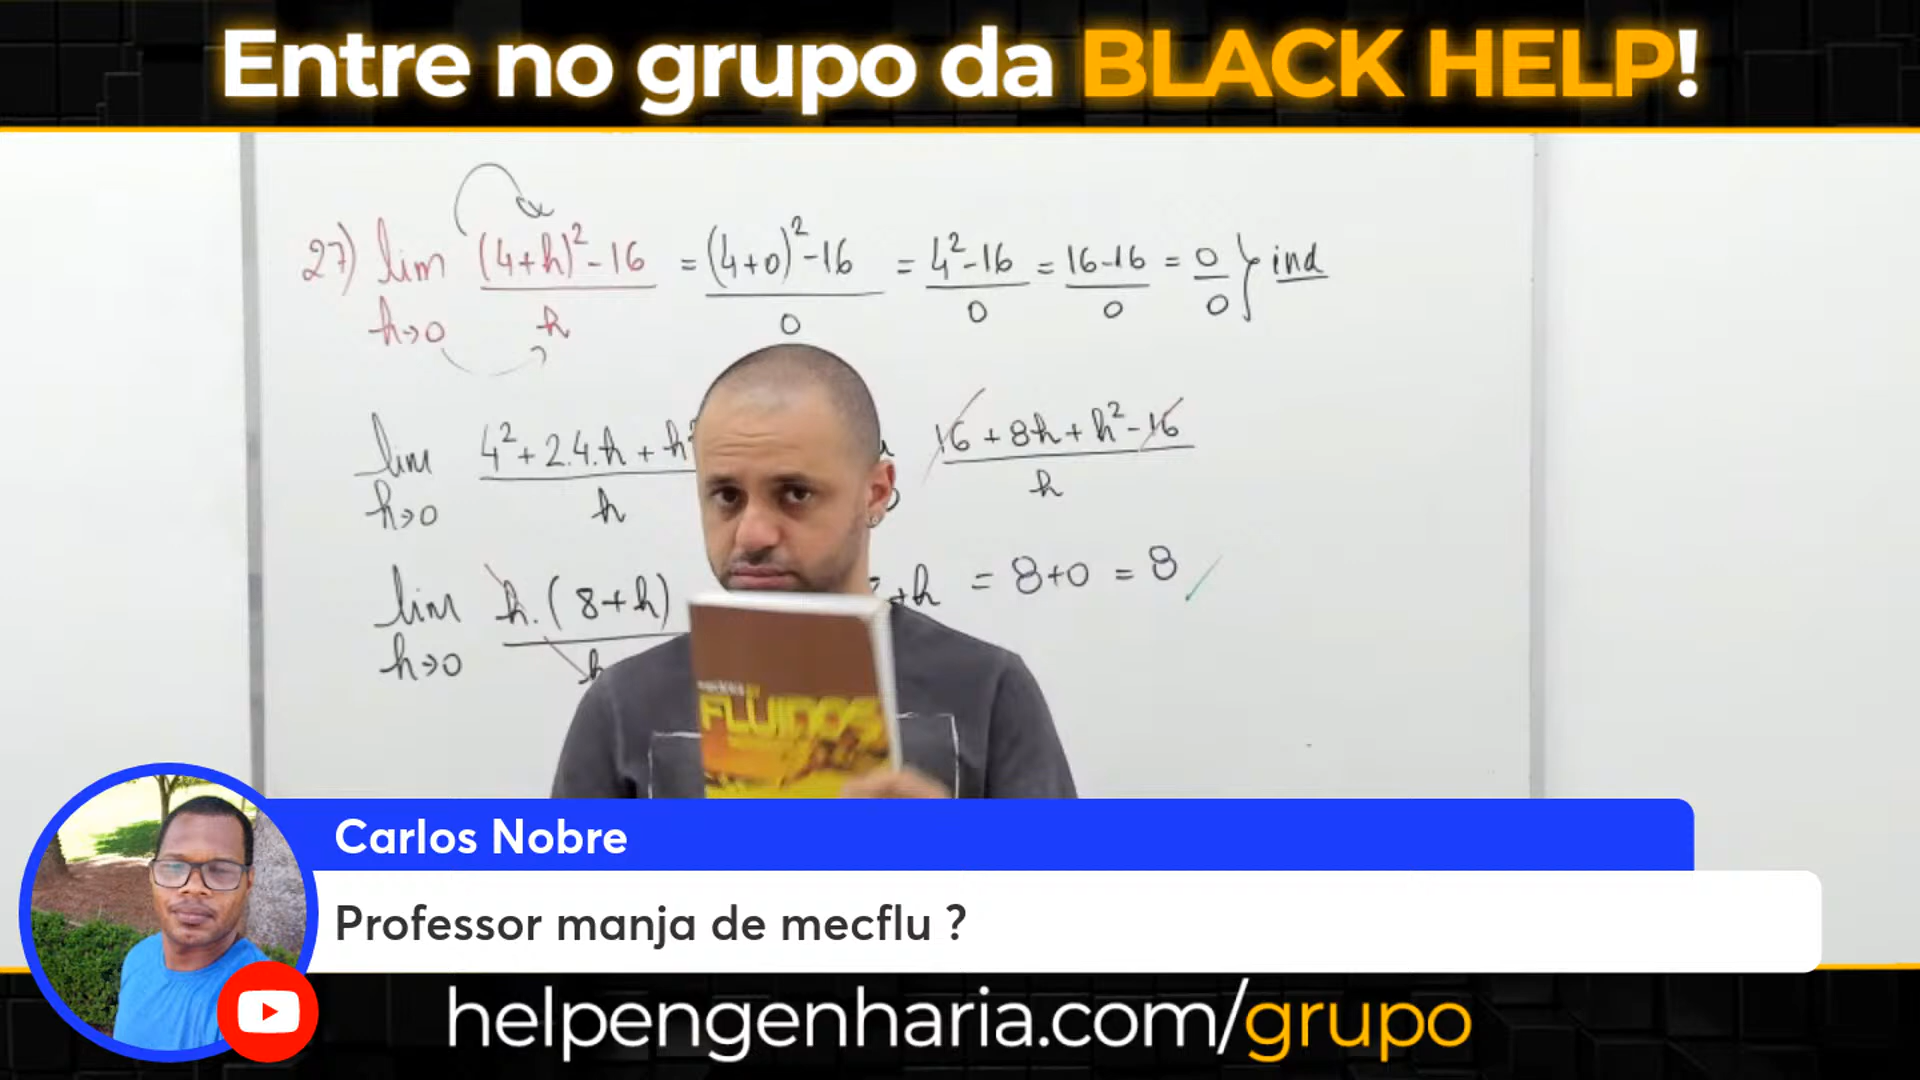 Entre no grupo da BLACK HELP!
27) lim (4+h)² - 16 = (4+0)² - 16 = 4² - 16 = 16 - 16 = 0 } ind
h→0 h 0 0 0 0
lim 4² + 2.4.h + h² 16 + 8h + h² - 16
h→0 h h
lim h.(8+h) +h = 8+0 = 8
h→0 h
FLUIDOS
Carlos Nobre
Professor manja de mecflu ?
helpengenharia.com/grupo